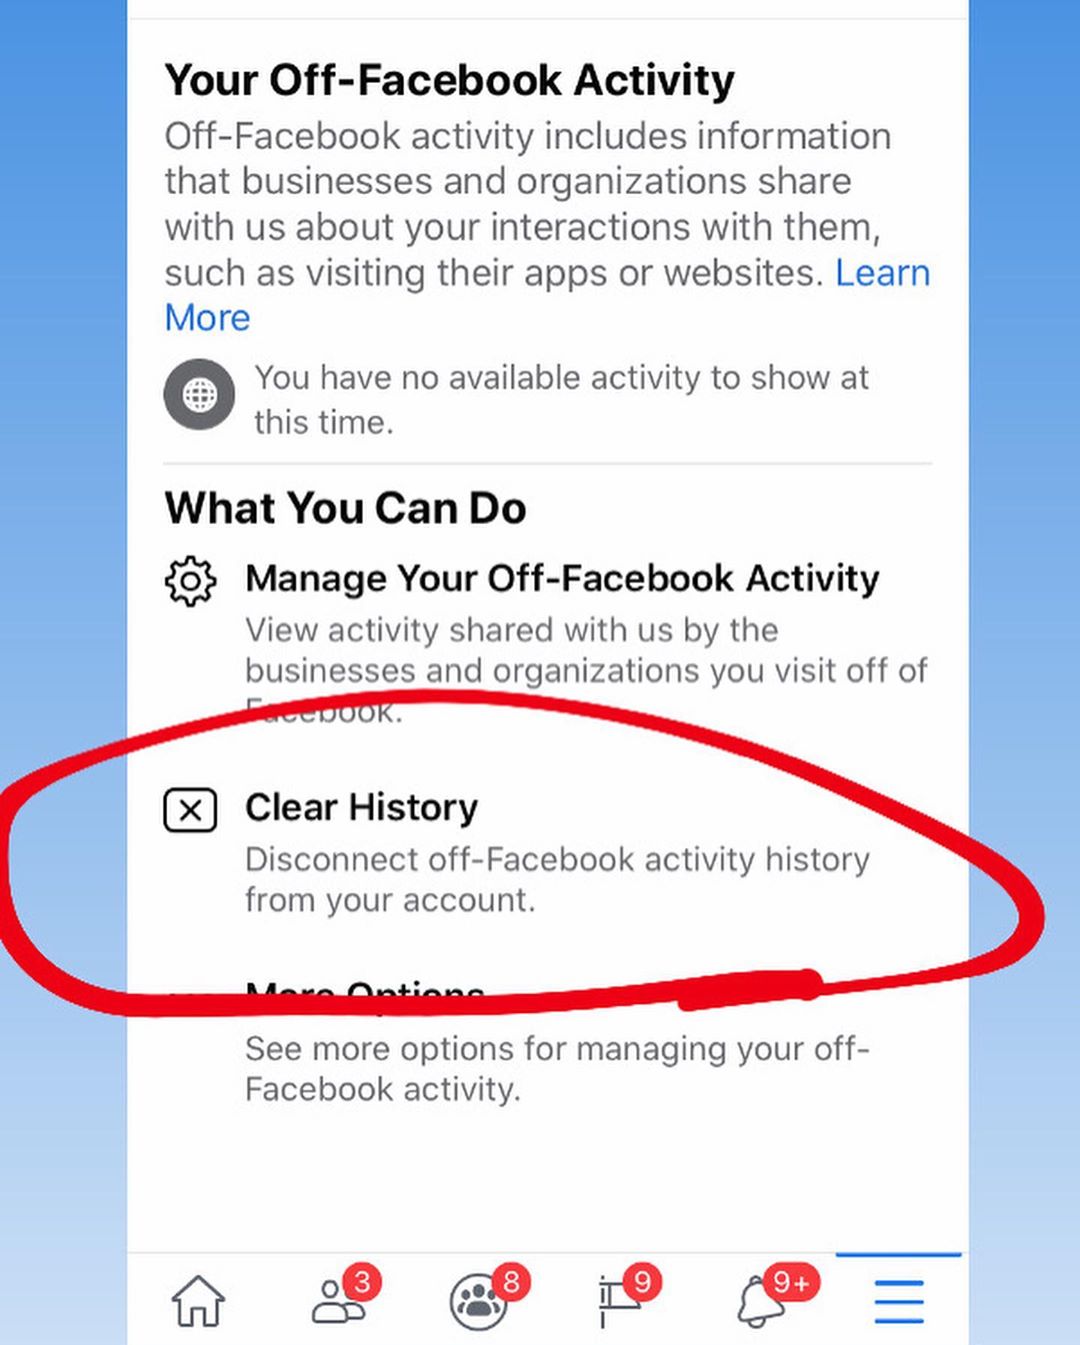 Your Off-Facebook Activity
Off-Facebook activity includes information
that businesses and organizations share
with us about your interactions with them,
such as visiting their apps or websites. Learn
More
You have no available activity to show at
this time.
What You Can Do
Manage Your Off-Facebook Activity
View activity shared with us by the
businesses and organizations you visit off of
Facebook.
Clear History
Disconnect off-Facebook activity history
from your account.
More Options
See more options for managing your off-
Facebook activity.
3 8 9 9+